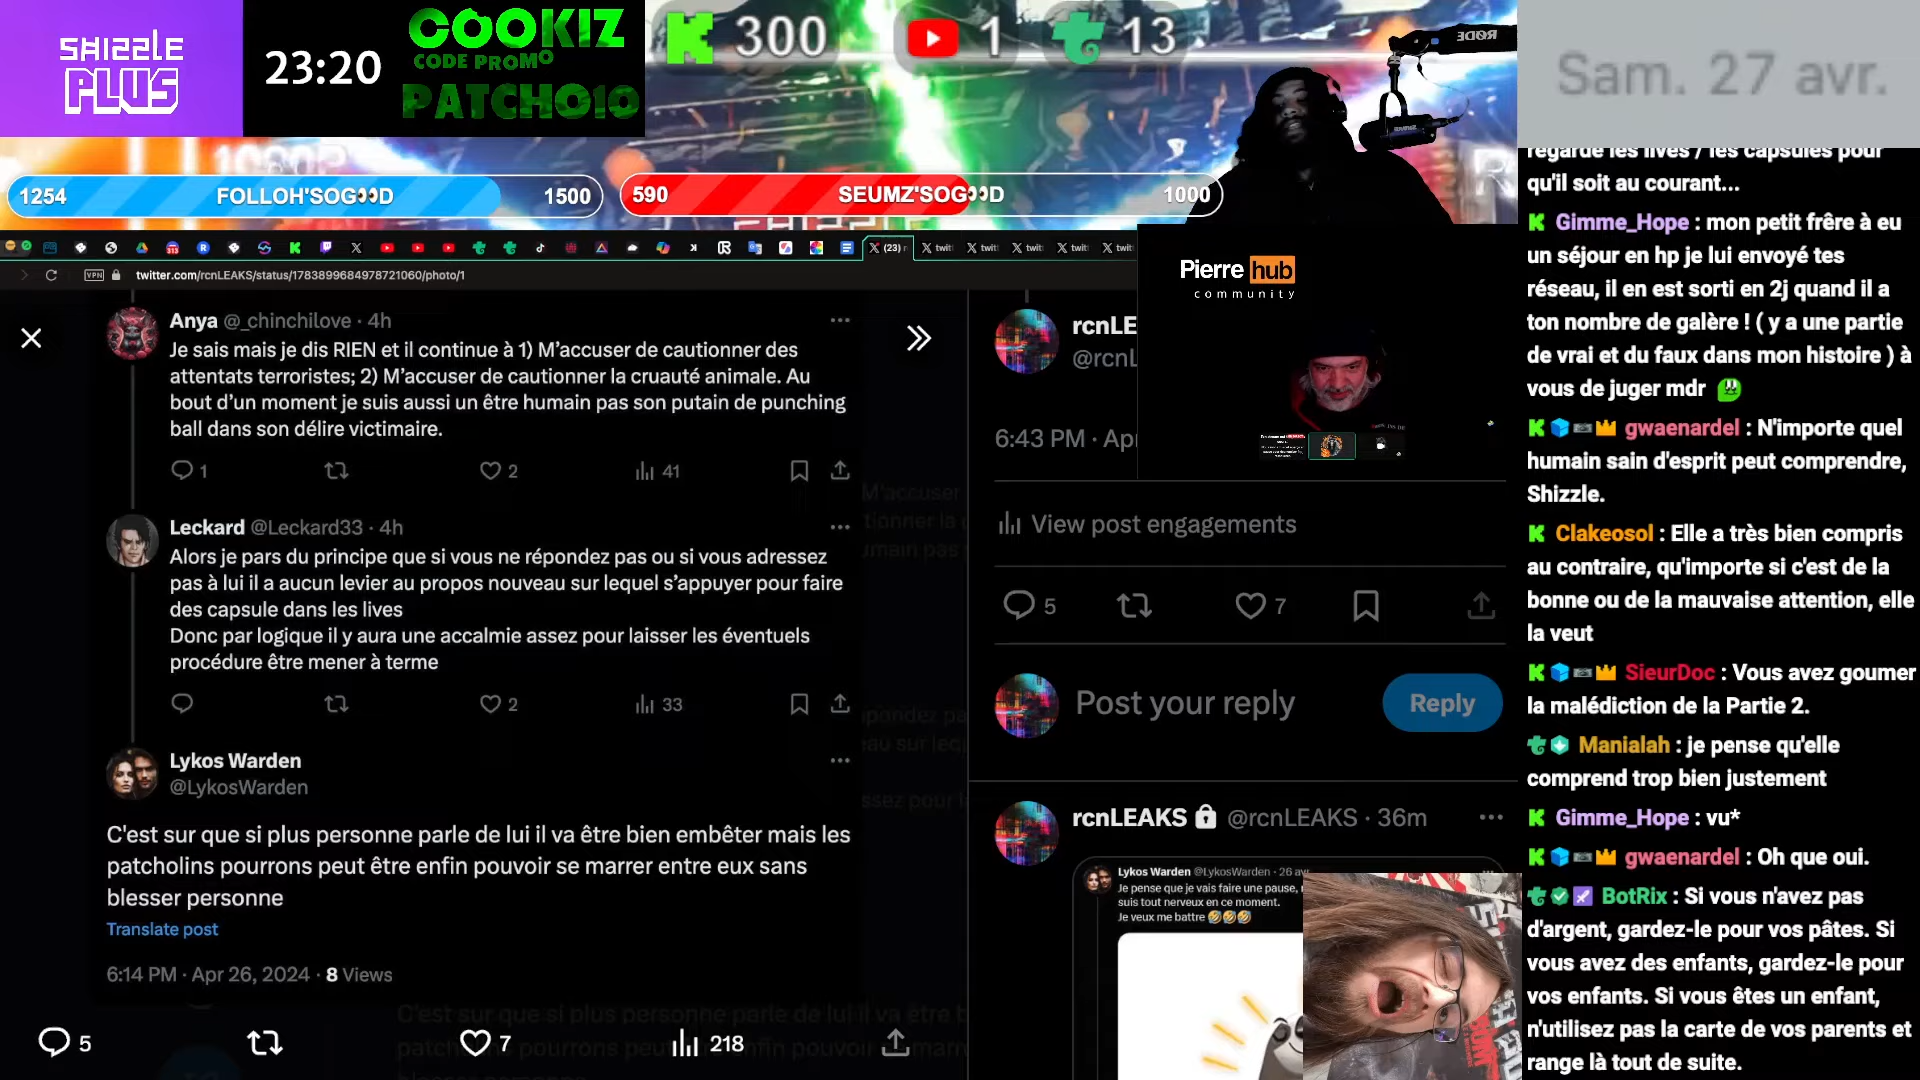 SHIZZLE
PLUS
23:20
COOKIZ
CODE PROMO
PATCHO10
300
1
13
RØDE
Sam. 27 avr.
1254 FOLLOH'SOG👀D 1500
590 SEUMZ'SOG👀D 1000
twitter.com/rcnLEAKS/status/1783899684978721060/photo/1
Anya @_chinchilove · 4h
Je sais mais je dis RIEN et il continue à 1) M'accuser de cautionner des
attentats terroristes; 2) M'accuser de cautionner la cruauté animale. Au
bout d'un moment je suis aussi un être humain pas son putain de punching
ball dans son délire victimaire.
1 2 41
Leckard @Leckard33 · 4h
Alors je pars du principe que si vous ne répondez pas ou si vous adressez
pas à lui il a aucun levier au propos nouveau sur lequel s'appuyer pour faire
des capsule dans les lives
Donc par logique il y aura une accalmie assez pour laisser les éventuels
procédure être mener à terme
2 33
Lykos Warden
@LykosWarden
C'est sur que si plus personne parle de lui il va être bien embêter mais les
patcholins pourrons peut être enfin pouvoir se marrer entre eux sans
blesser personne
Translate post
6:14 PM · Apr 26, 2024 · 8 Views
5 7 218
rcnLE
@rcnL
6:43 PM · Apr
Pierre hub
community
View post engagements
5 7
Post your reply
Reply
rcnLEAKS @rcnLEAKS · 36m
Lykos Warden @LykosWarden · 26 avr
Je pense que je vais faire une pause,
suis tout nerveux en ce moment.
Je veux me battre 🤣🤣🤣
regarde les lives / les capsules pour
qu'il soit au courant...
Gimme_Hope : mon petit frère à eu
un séjour en hp je lui envoyé tes
réseau, il en est sorti en 2j quand il a
ton nombre de galère ! ( y a une partie
de vrai et du faux dans mon histoire ) à
vous de juger mdr
gwaenardel : N'importe quel
humain sain d'esprit peut comprendre,
Shizzle.
Clakeosol : Elle a très bien compris
au contraire, qu'importe si c'est de la
bonne ou de la mauvaise attention, elle
la veut
SieurDoc : Vous avez goumer
la malédiction de la Partie 2.
Manialah : je pense qu'elle
comprend trop bien justement
Gimme_Hope : vu*
gwaenardel : Oh que oui.
BotRix : Si vous n'avez pas
d'argent, gardez-le pour vos pâtes. Si
vous avez des enfants, gardez-le pour
vos enfants. Si vous êtes un enfant,
n'utilisez pas la carte de vos parents et
range là tout de suite.